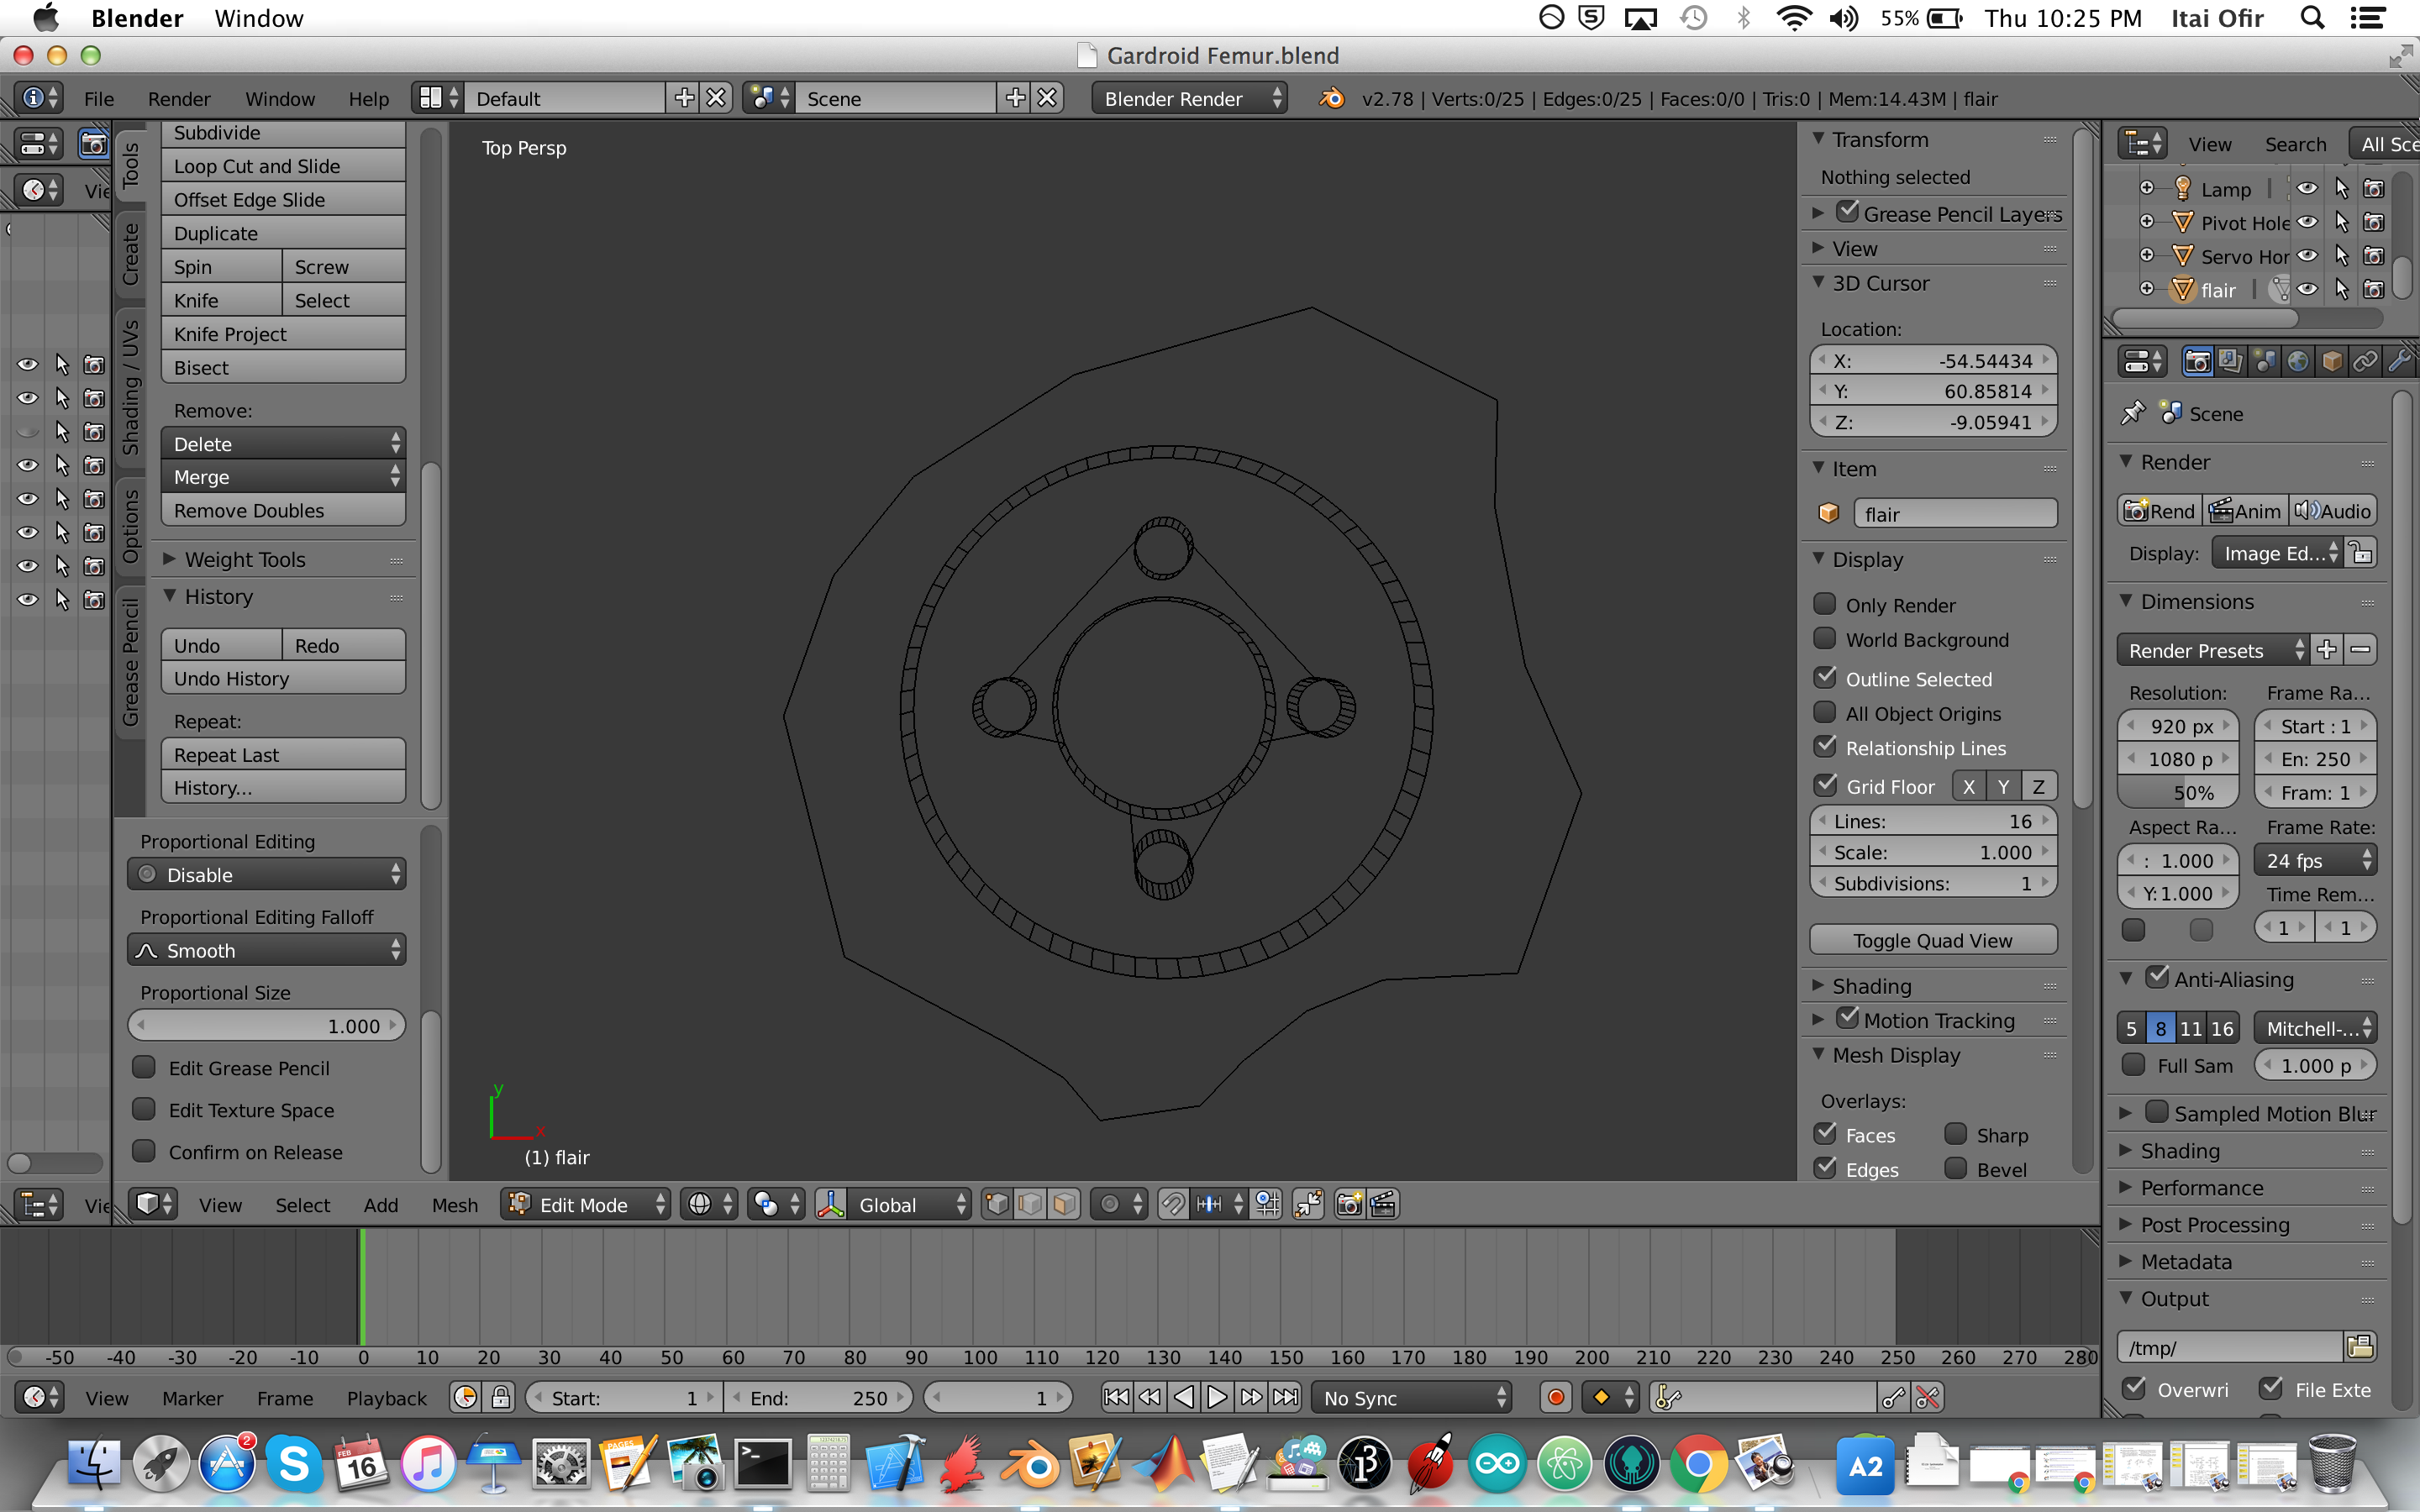 Blender Window 55% Thu 10:25 PM Itai Ofir
Gardroid Femur.blend
File Render Window Help Default Scene Blender Render v2.78 | Verts:0/25 | Edges:0/25 | Faces:0/0 | Tris:0 | Mem:14.43M | flair
Vie
Tools
Create
Shading / UVs
Options
Grease Pencil
Subdivide
Loop Cut and Slide
Offset Edge Slide
Duplicate
Spin Screw
Knife Select
Knife Project
Bisect
Remove:
Delete
Merge
Remove Doubles
Weight Tools
History
Undo Redo
Undo History
Repeat:
Repeat Last
History...
Proportional Editing
Disable
Proportional Editing Falloff
Smooth
Proportional Size
1.000
Edit Grease Pencil
Edit Texture Space
Confirm on Release
Top Persp
y
x
(1) flair
Transform
Nothing selected
Grease Pencil Layers
View
3D Cursor
Location:
X: -54.54434
Y: 60.85814
Z: -9.05941
Item
flair
Display
Only Render
World Background
Outline Selected
All Object Origins
Relationship Lines
Grid Floor X Y Z
Lines: 16
Scale: 1.000
Subdivisions: 1
Toggle Quad View
Shading
Motion Tracking
Mesh Display
Overlays:
Faces Sharp
Edges Bevel
View Search All Sce
Lamp
Pivot Hole
Servo Hor
flair
Scene
Render
Rend Anim Audio
Display: Image Ed...
Dimensions
Render Presets
Resolution: Frame Ra...
920 px Start : 1
1080 p En: 250
50% Fram: 1
Aspect Ra... Frame Rate:
: 1.000 24 fps
Y: 1.000 Time Rem...
1 1
Anti-Aliasing
5 8 11 16 Mitchell-...
Full Sam 1.000 p
Sampled Motion Blur
Shading
Performance
Post Processing
Metadata
Output
/tmp/
Overwri File Exte
Vie View Select Add Mesh Edit Mode Global
-50 -40 -30 -20 -10 0 10 20 30 40 50 60 70 80 90 100 110 120 130 140 150 160 170 180 190 200 210 220 230 240 250 260 270 280
View Marker Frame Playback Start: 1 End: 250 1 No Sync
2
FEB
16
PAGES
13
A2